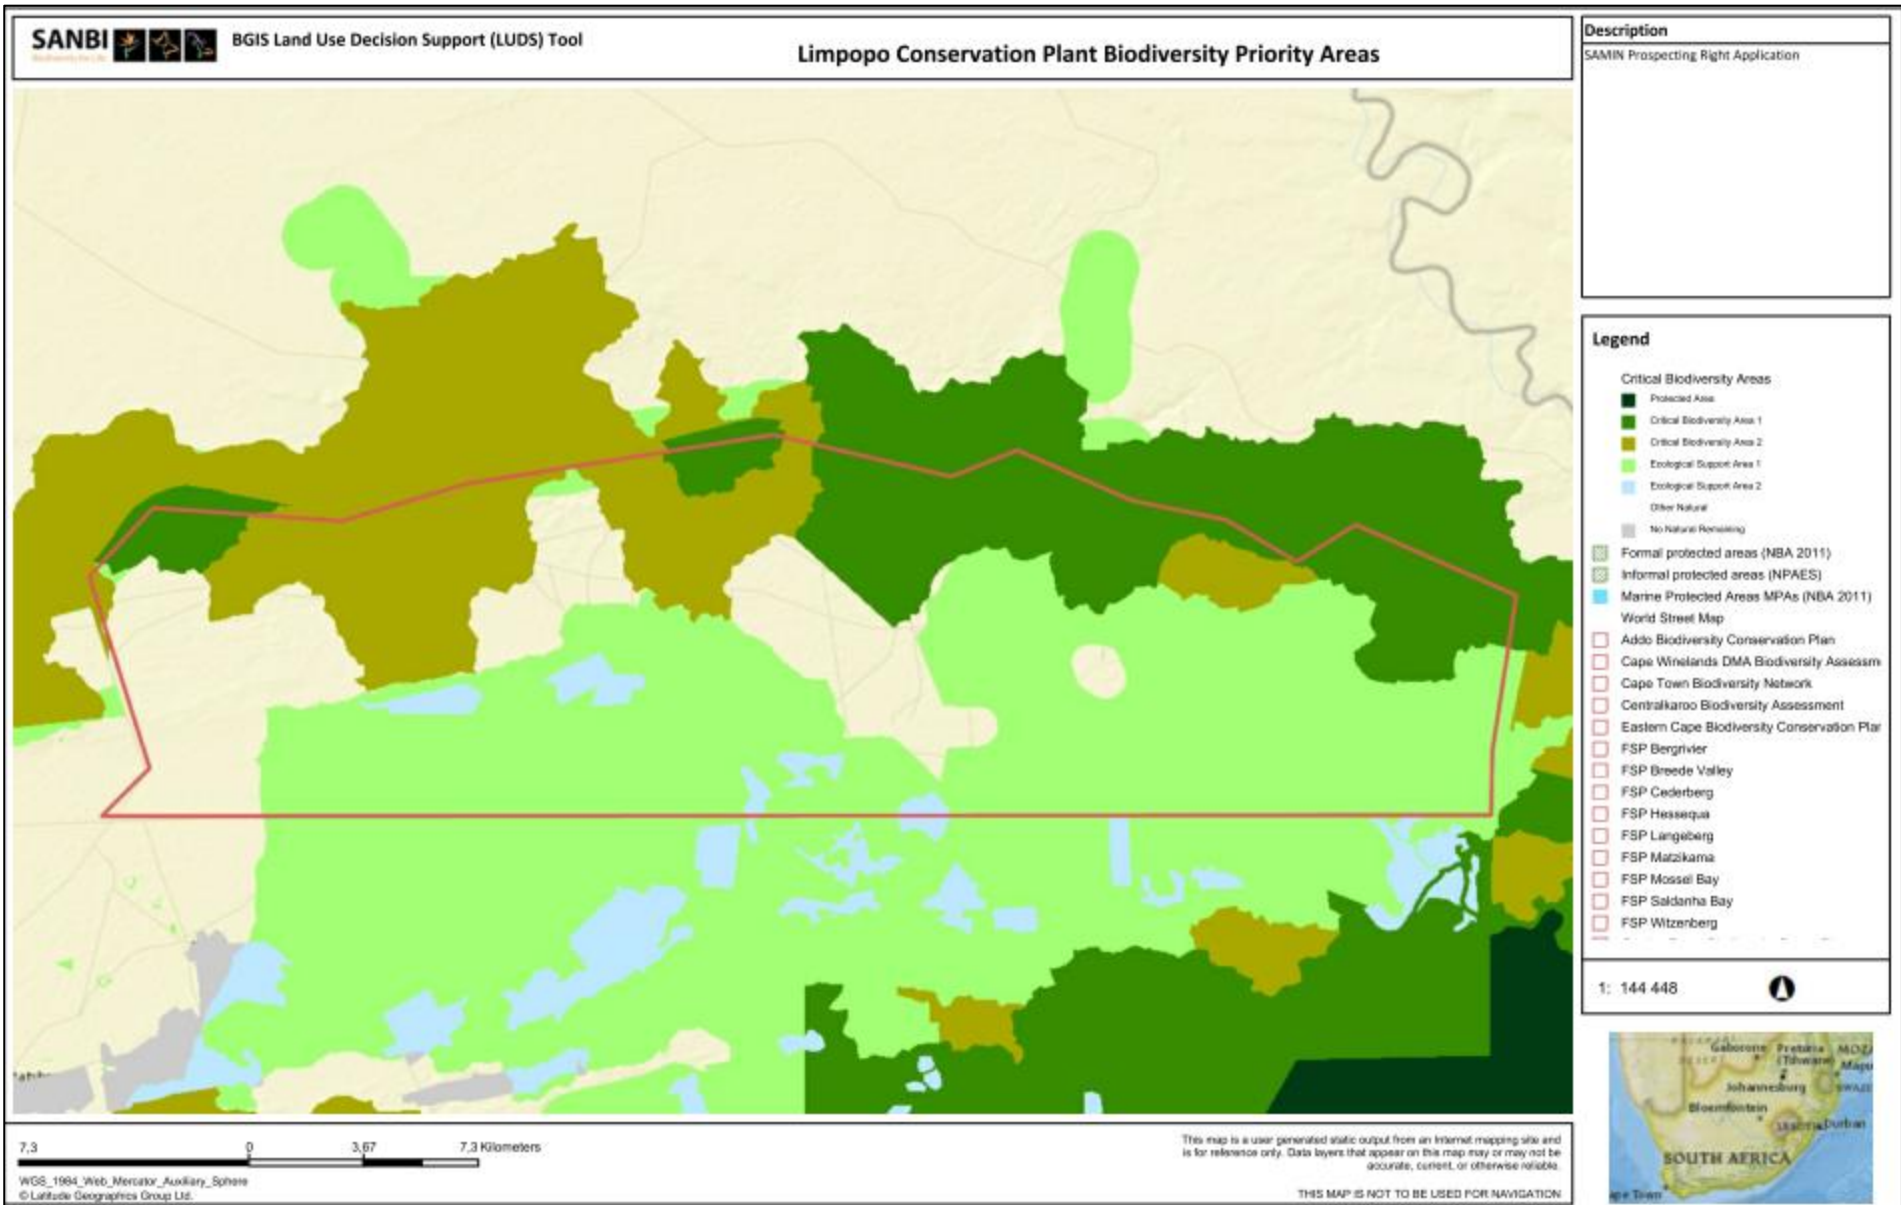 SANBI
Biodiversity for Life
BGIS Land Use Decision Support (LUDS) Tool
Limpopo Conservation Plant Biodiversity Priority Areas
Description
SAMIN Prospecting Right Application
Legend
Critical Biodiversity Areas
Protected Area
Critical Biodiversity Area 1
Critical Biodiversity Area 2
Ecological Support Area 1
Ecological Support Area 2
Other Natural
No Natural Remaining
Formal protected areas (NBA 2011)
Informal protected areas (NPAES)
Marine Protected Areas MPAs (NBA 2011)
World Street Map
Addo Biodiversity Conservation Plan
Cape Winelands DMA Biodiversity Assessm
Cape Town Biodiversity Network
Centralkaroo Biodiversity Assessment
Eastern Cape Biodiversity Conservation Plar
FSP Bergrivier
FSP Breede Valley
FSP Cederberg
FSP Hessequa
FSP Langeberg
FSP Matzikama
FSP Mossel Bay
FSP Saldanha Bay
FSP Witzenberg
1: 144 448
Gaborone
Pretoria
(Tshwane)
MOZA
Mapu
Johannesburg
SWAZI
Bloemfontein
Durban
SOUTH AFRICA
ape Town
7,3 0 3,67 7,3 Kilometers
WGS_1984_Web_Mercator_Auxiliary_Sphere
© Latitude Geographics Group Ltd.
This map is a user generated static output from an Internet mapping site and
is for reference only. Data layers that appear on this map may or may not be
accurate, current, or otherwise reliable.
THIS MAP IS NOT TO BE USED FOR NAVIGATION